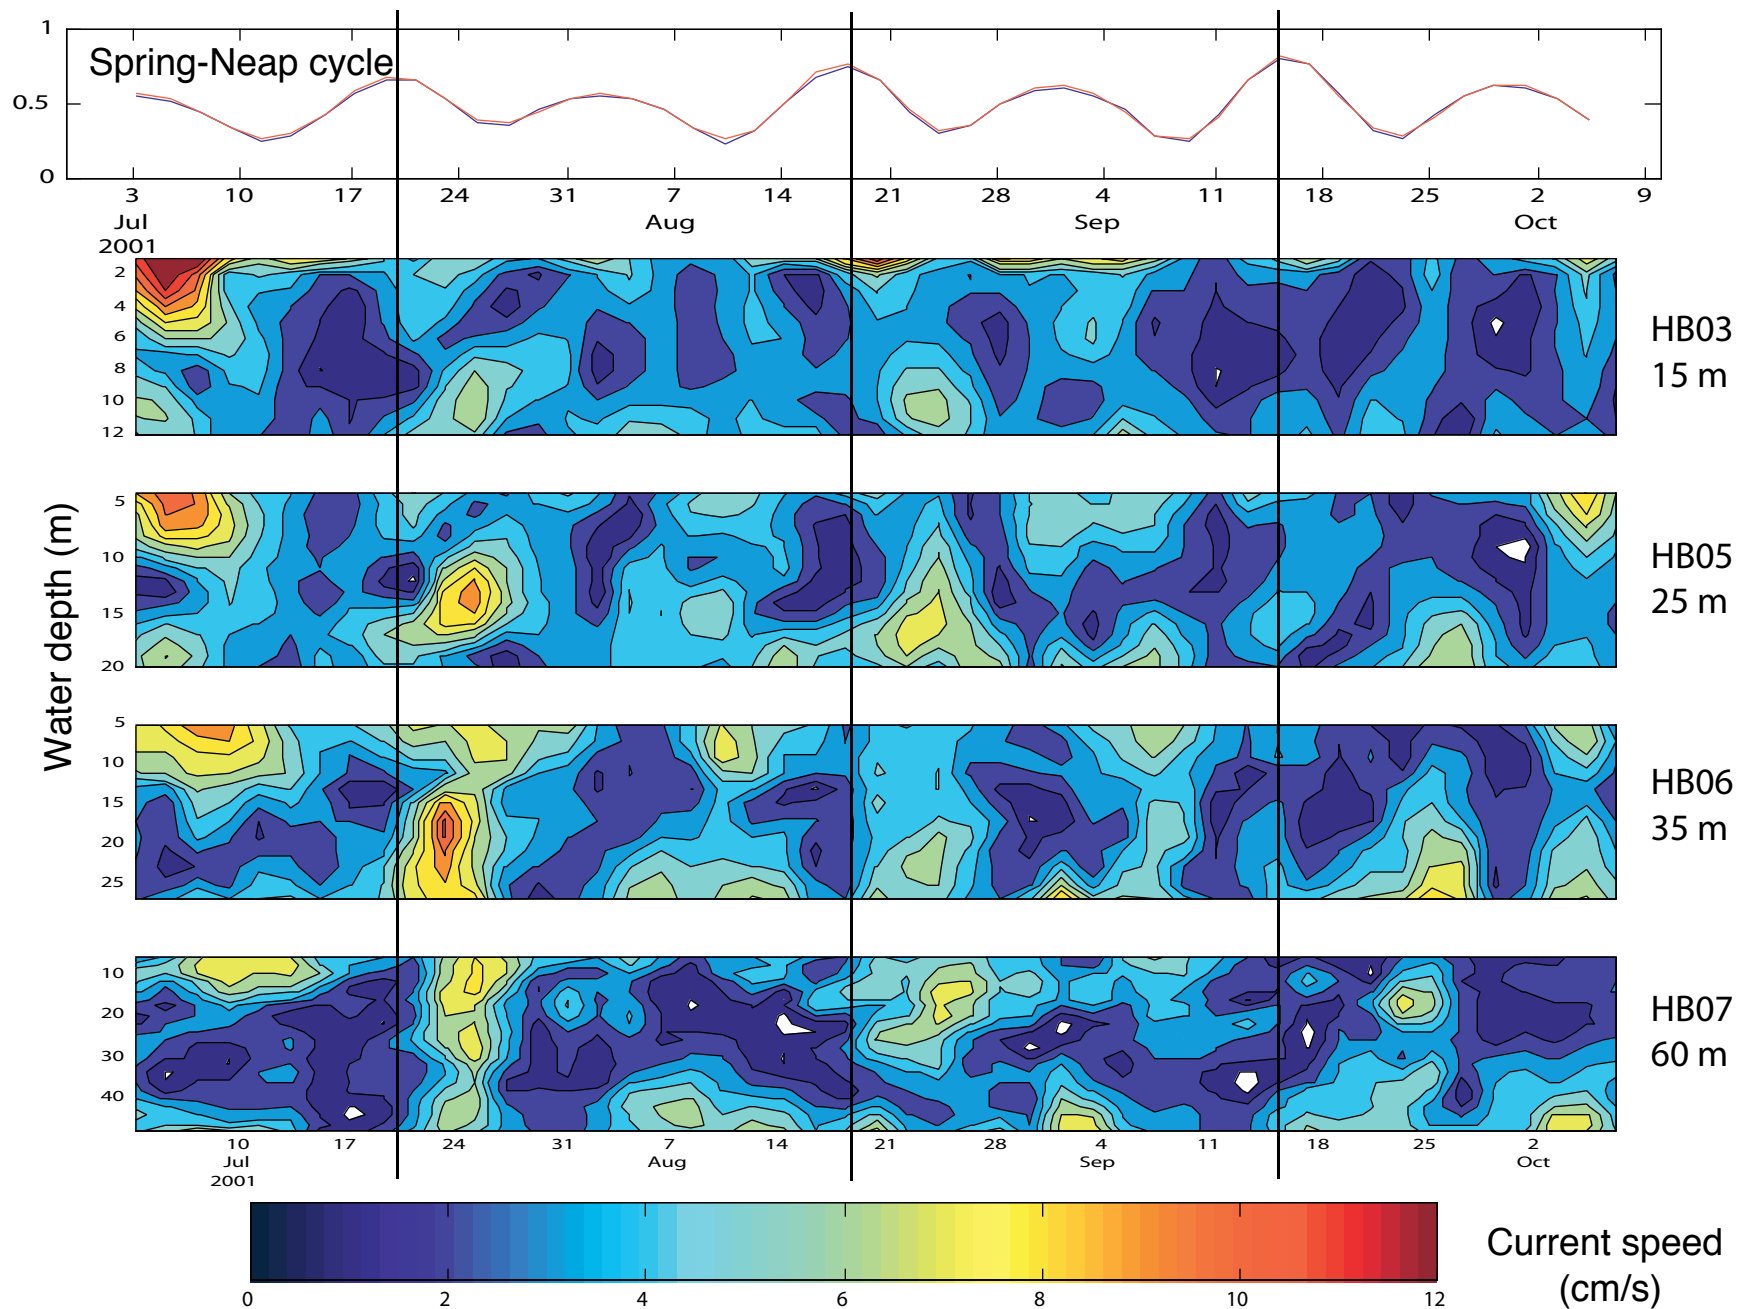 1
Spring-Neap cycle
0.5
0
3 10 17 24 31 7 14 21 28 4 11 18 25 2 9
Jul Aug Sep Oct
2001
2
4
6
8
10
12
HB03
15 m
5
10
15
20
HB05
25 m
Water depth (m)
5
10
15
20
25
HB06
35 m
10
20
30
40
HB07
60 m
10 17 24 31 7 14 21 28 4 11 18 25 2
Jul Aug Sep Oct
2001
0 2 4 6 8 10 12
Current speed
(cm/s)